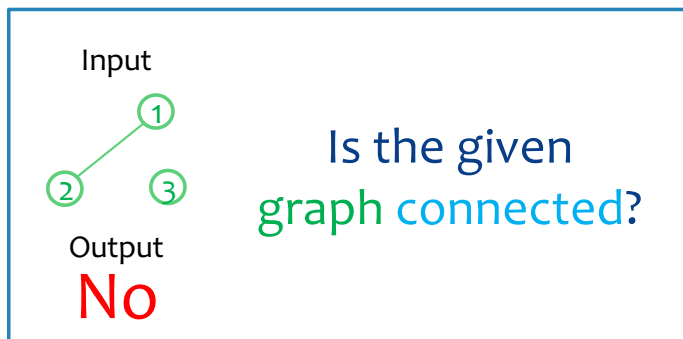 Input
1
2
3
Output
No
Is the given
graph connected?